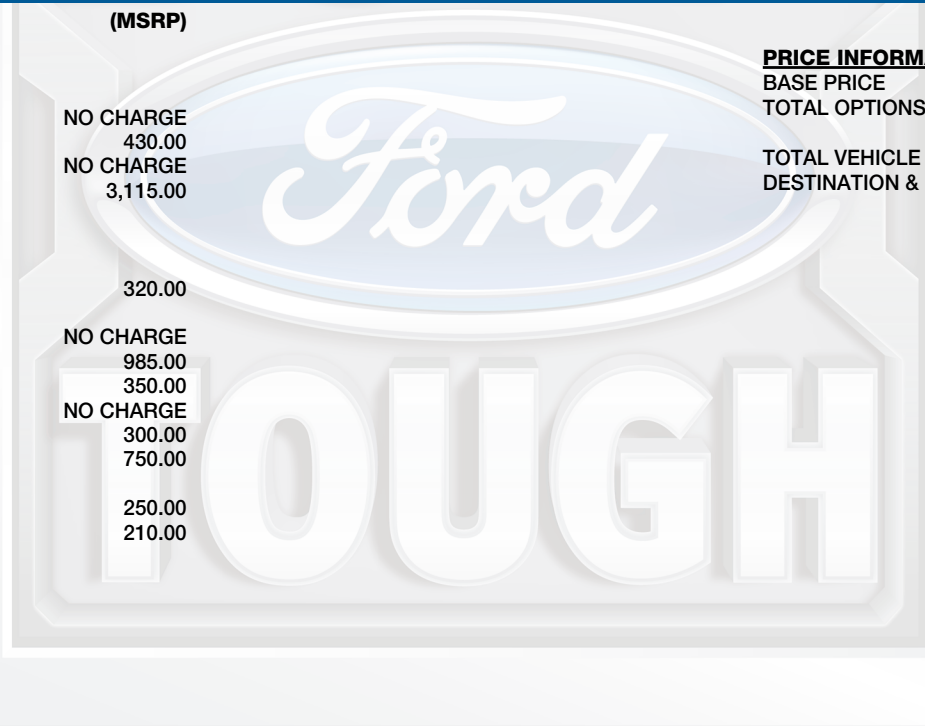 (MSRP)
NO CHARGE
430.00
NO CHARGE
3,115.00
320.00
NO CHARGE
985.00
350.00
NO CHARGE
300.00
750.00
250.00
210.00
PRICE INFORMA
BASE PRICE
TOTAL OPTIONS
TOTAL VEHICLE
DESTINATION &
Ford
TOUGH